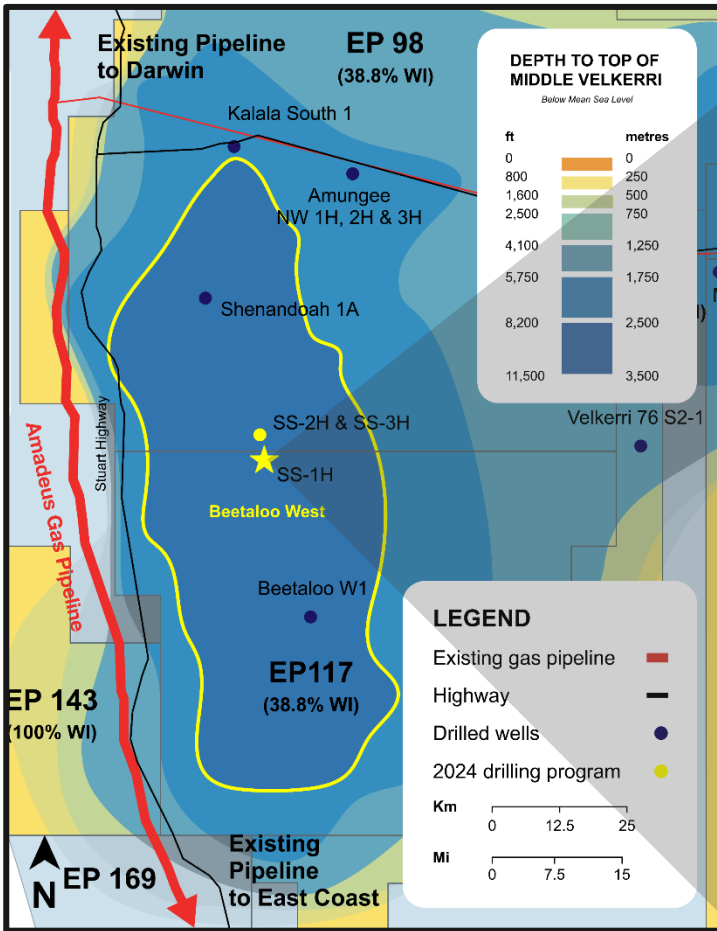 Existing Pipeline
to Darwin
EP 98
(38.8% WI)
Kalala South 1
Amungee
NW 1H, 2H & 3H
Shenandoah 1A
Stuart Highway
Amadeus Gas Pipeline
SS-2H & SS-3H
SS-1H
Beetaloo West
Velkerri 76 S2-1
Beetaloo W1
EP117
(38.8% WI)
EP 143
(100% WI)
N
EP 169
Existing
Pipeline
to East Coast
DEPTH TO TOP OF
MIDDLE VELKERRI
Below Mean Sea Level
ft metres
0 0
800 250
1,600 500
2,500 750
4,100 1,250
5,750 1,750
8,200 2,500
11,500 3,500
LEGEND
Existing gas pipeline
Highway
Drilled wells
2024 drilling program
Km
0 12.5 25
Mi
0 7.5 15